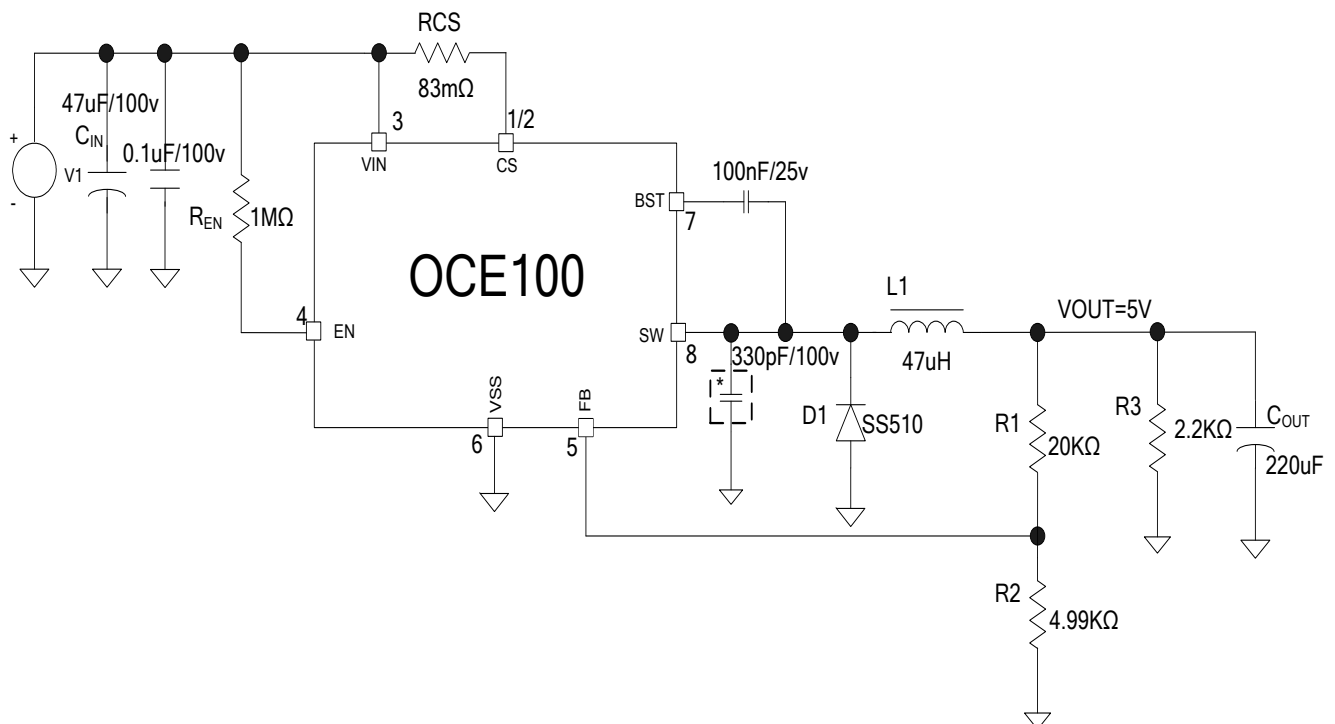 RCS
83mΩ
47uF/100v
CIN
0.1uF/100v
+
V1
-
REN
1MΩ
3
VIN
1/2
CS
100nF/25v
BST
7
OCE100
4
EN
SW
8
VSS
6
FB
5
330pF/100v
*
L1
47uH
VOUT=5V
D1
SS510
R1
20KΩ
R3
2.2KΩ
COUT
220uF
R2
4.99KΩ